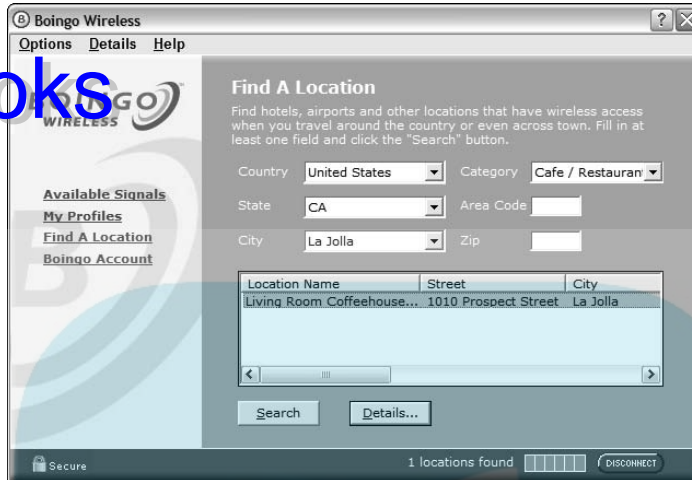 Boingo Wireless
Options Details Help
oks
BOINGO
WIRELESS
Find A Location
Find hotels, airports and other locations that have wireless access
when you travel around the country or even across town. Fill in at
least one field and click the "Search" button.
Available Signals
My Profiles
Find A Location
Boingo Account
Country United States Category Cafe / Restauran
State CA Area Code
City La Jolla Zip
Location Name Street City
Living Room Coffeehouse... 1010 Prospect Street La Jolla
Search Details...
Secure 1 locations found DISCONNECT